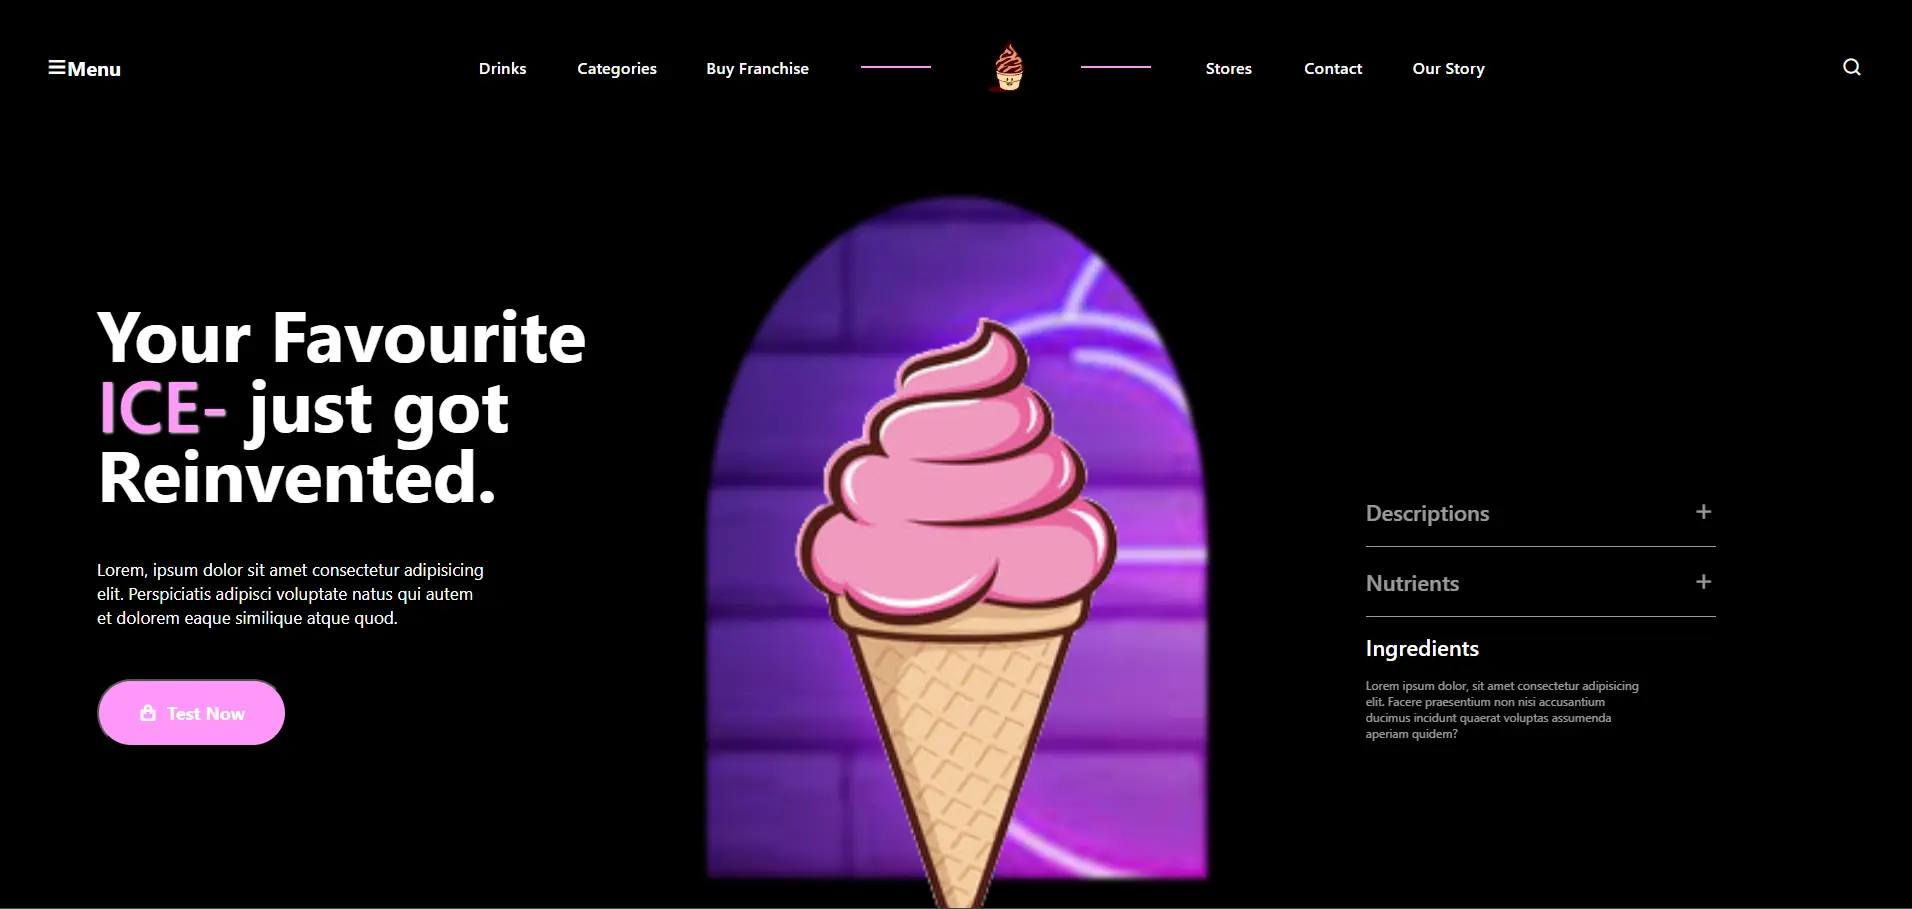 Menu
Drinks Categories Buy Franchise Stores Contact Our Story
Your Favourite
ICE- just got
Reinvented.
Lorem, ipsum dolor sit amet consectetur adipisicing
elit. Perspiciatis adipisci voluptate natus qui autem
et dolorem eaque similique atque quod.
Test Now
Descriptions +
Nutrients +
Ingredients
Lorem ipsum dolor, sit amet consectetur adipisicing
elit. Facere praesentium non nisi accusantium
ducimus incidunt quaerat voluptas assumenda
aperiam quidem?